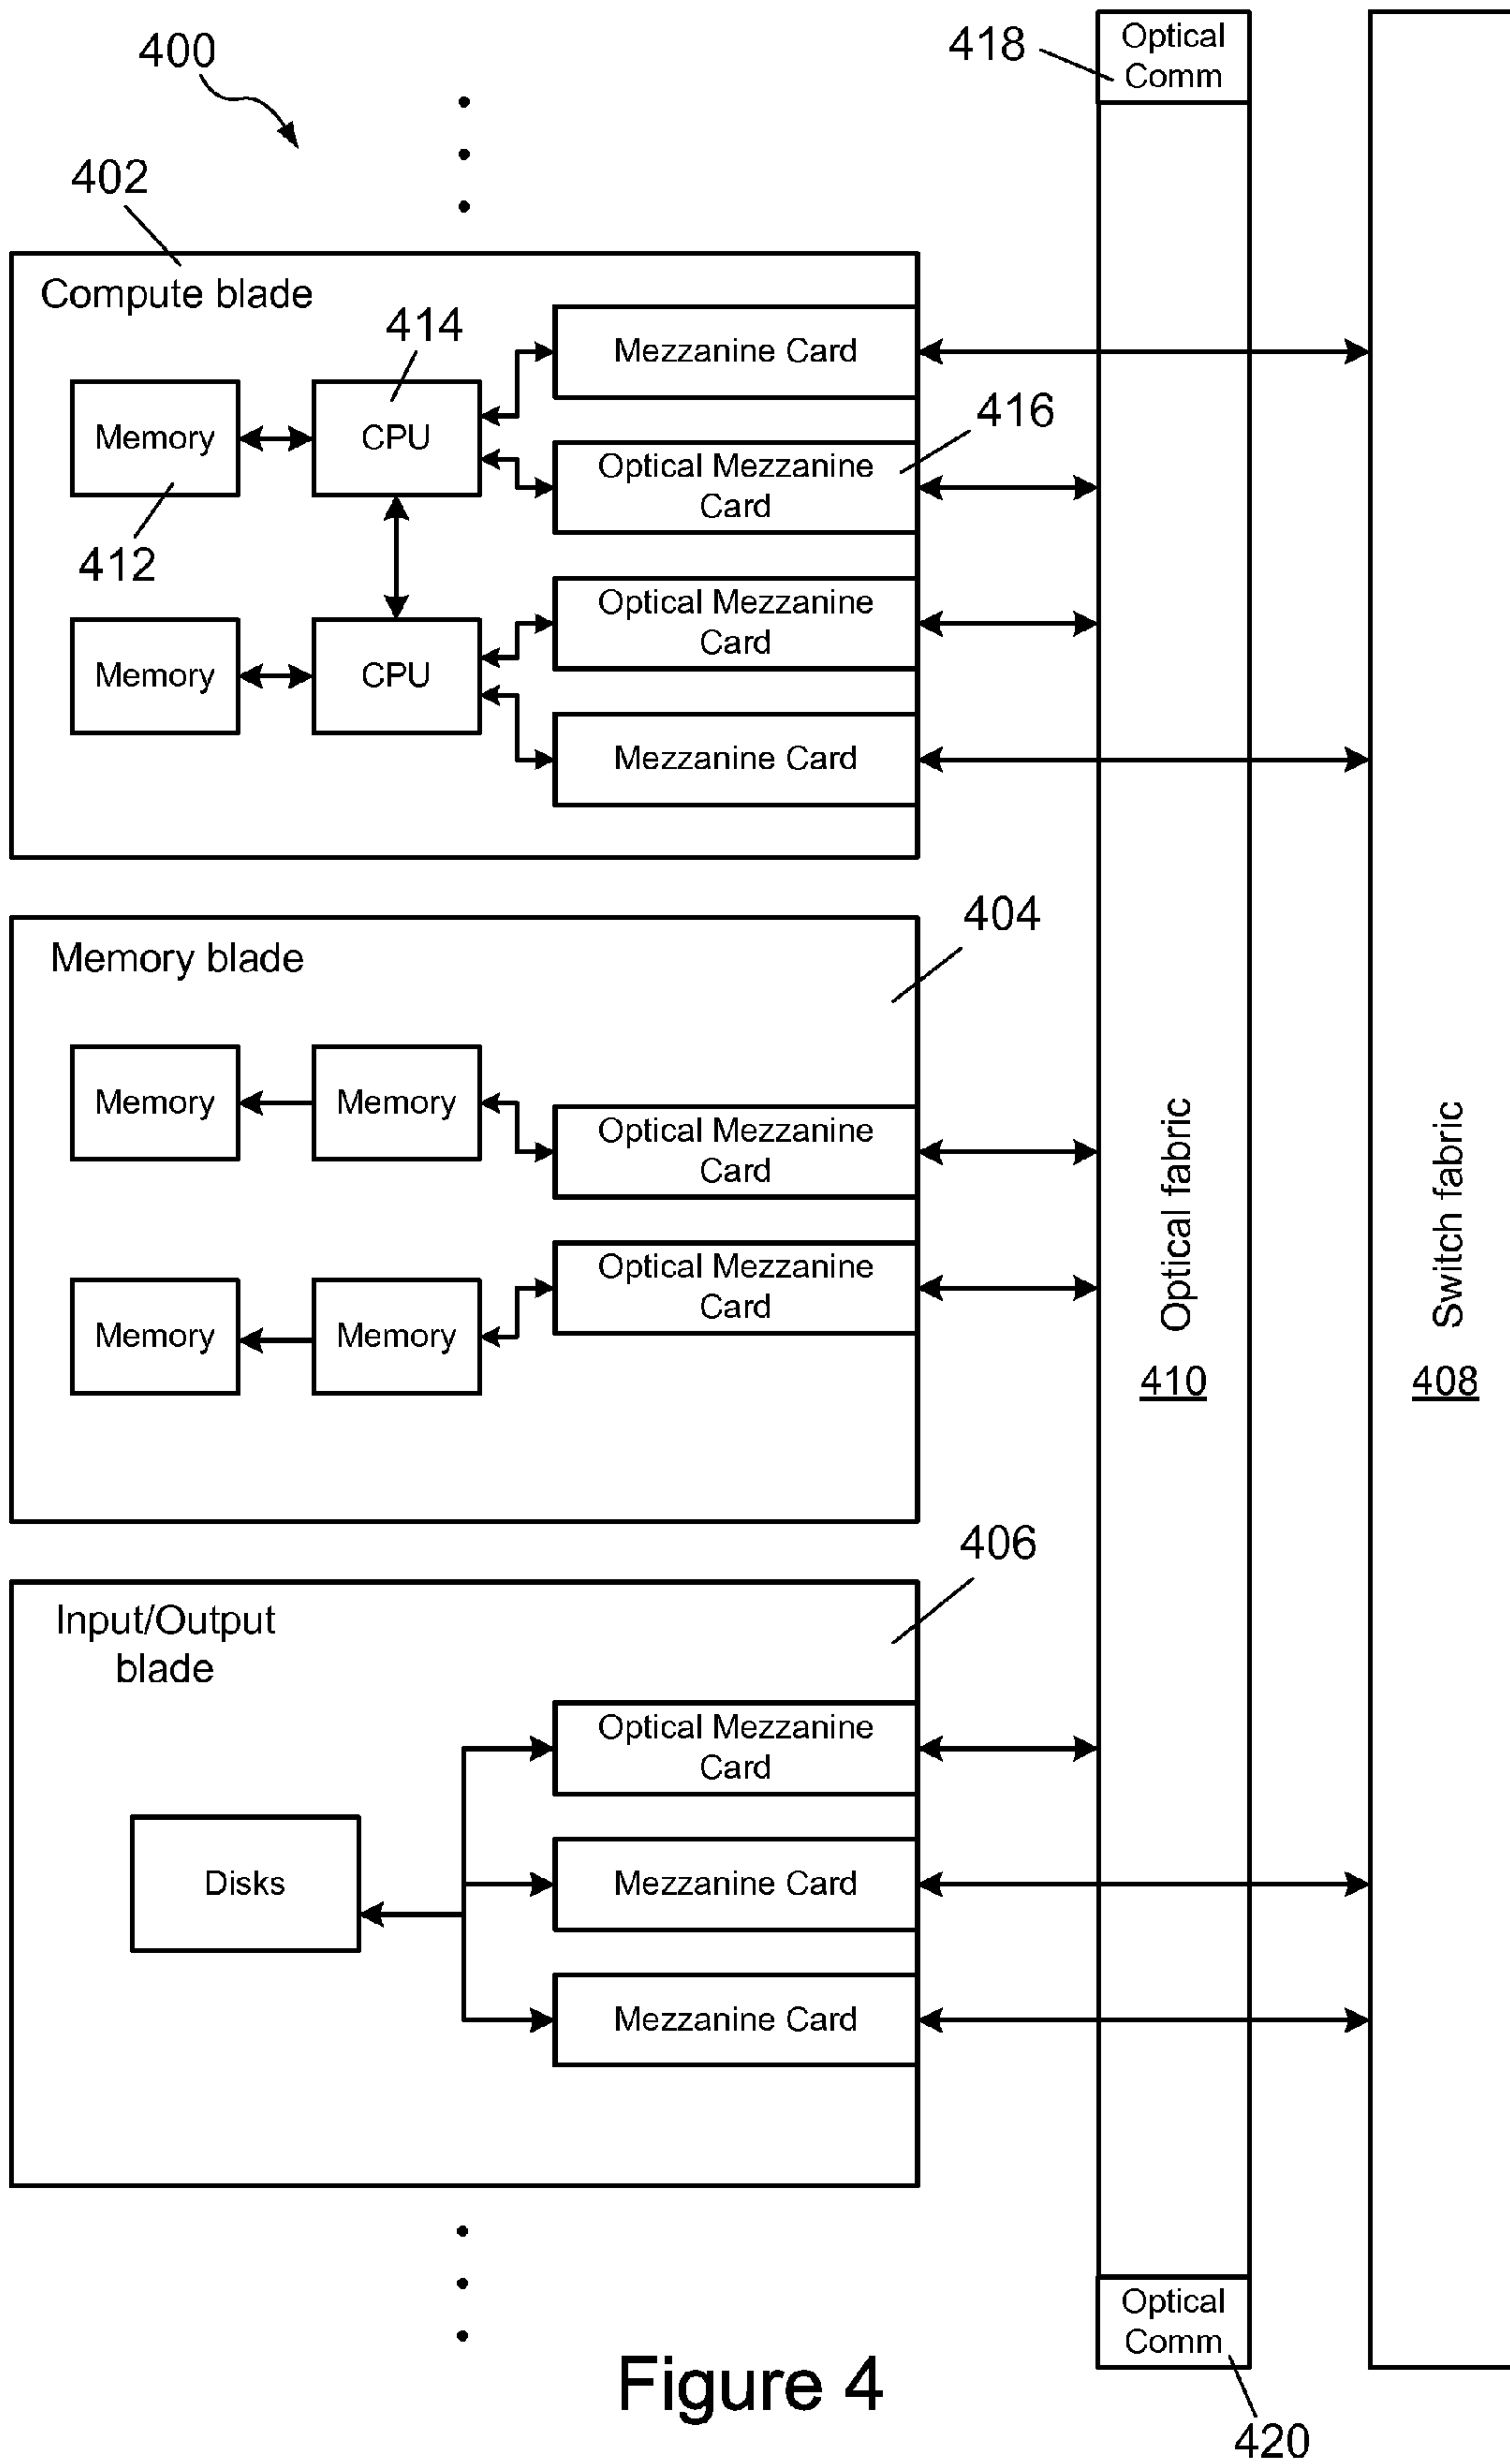 400
418
Optical
Comm
402
Compute blade
414
Mezzanine Card
Memory
CPU
416
Optical Mezzanine
Card
412
Optical Mezzanine
Card
Memory
CPU
Mezzanine Card
404
Memory blade
Memory
Memory
Optical Mezzanine
Card
Memory
Memory
Optical Mezzanine
Card
Optical fabric
410
Switch fabric
408
406
Input/Output
blade
Optical Mezzanine
Card
Disks
Mezzanine Card
Mezzanine Card
Optical
Comm
420
Figure 4